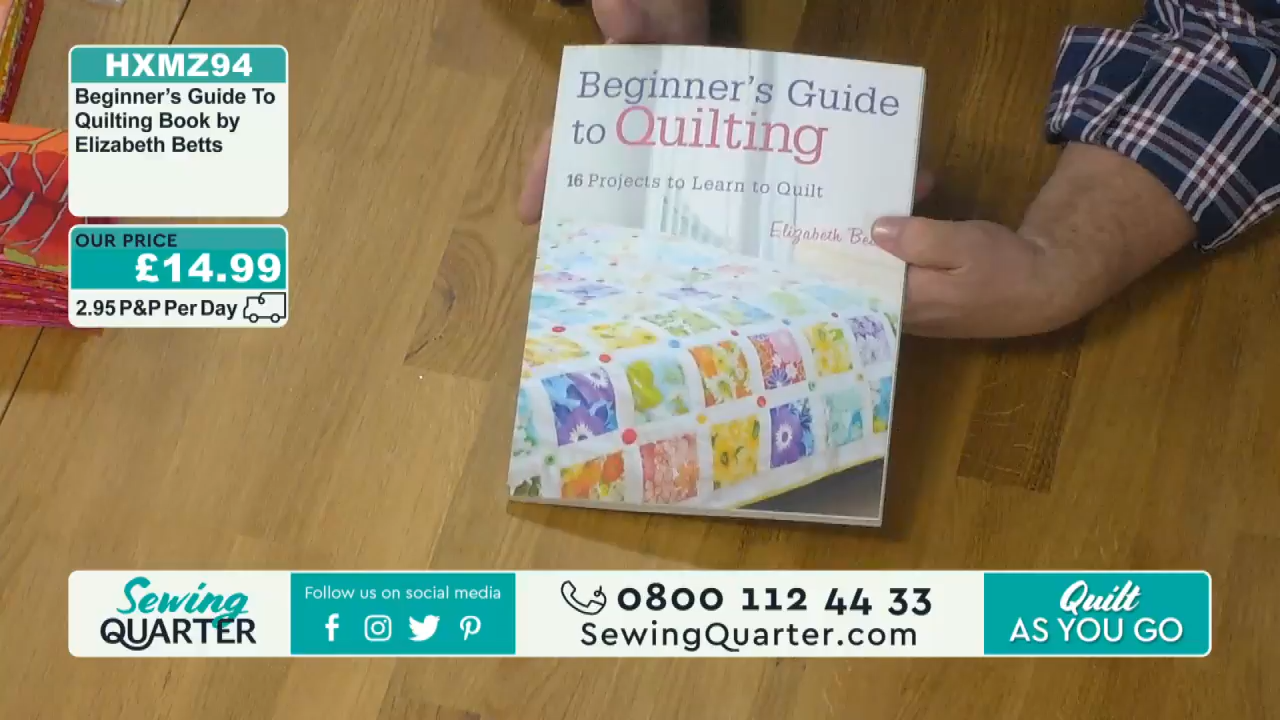 HXMZ94
Beginner's Guide To
Quilting Book by
Elizabeth Betts
OUR PRICE
£14.99
2.95 P&P Per Day
Beginner's Guide
to Quilting
16 Projects to Learn to Quilt
Elizabeth
Sewing
QUARTER
Follow us on social media
0800 112 44 33
SewingQuarter.com
Quilt
AS YOU GO